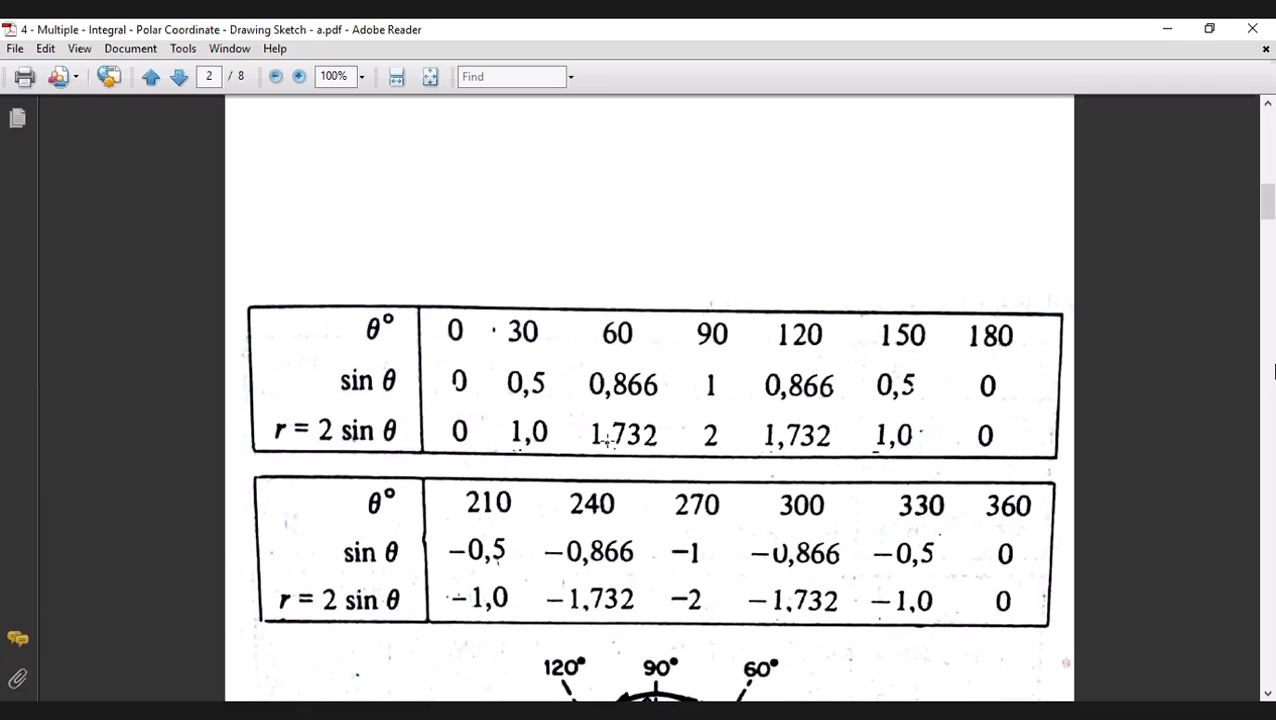 4 - Multiple - Integral - Polar Coordinate - Drawing Sketch - a.pdf - Adobe Reader
File Edit View Document Tools Window Help
2 / 8 100% Find
θ° 0 30 60 90 120 150 180
sin θ 0 0,5 0,866 1 0,866 0,5 0
r = 2 sin θ 0 1,0 1,732 2 1,732 1,0 0
θ° 210 240 270 300 330 360
sin θ −0,5 −0,866 −1 −0,866 −0,5 0
r = 2 sin θ −1,0 −1,732 −2 −1,732 −1,0 0
120° 90° 60°